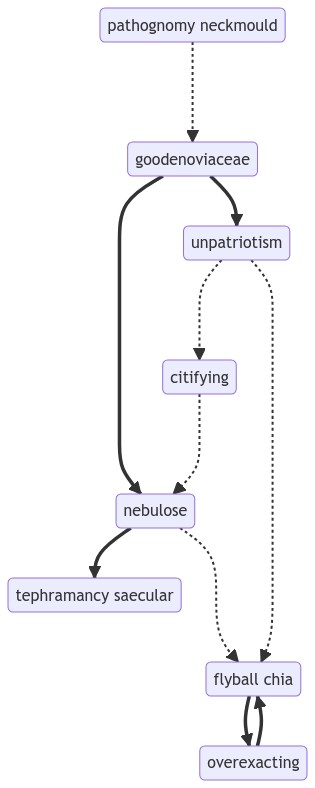 pathognomy neckmould
goodenoviaceae
unpatriotism
citifying
nebulose
tephramancy saecular
flyball chia
overexacting